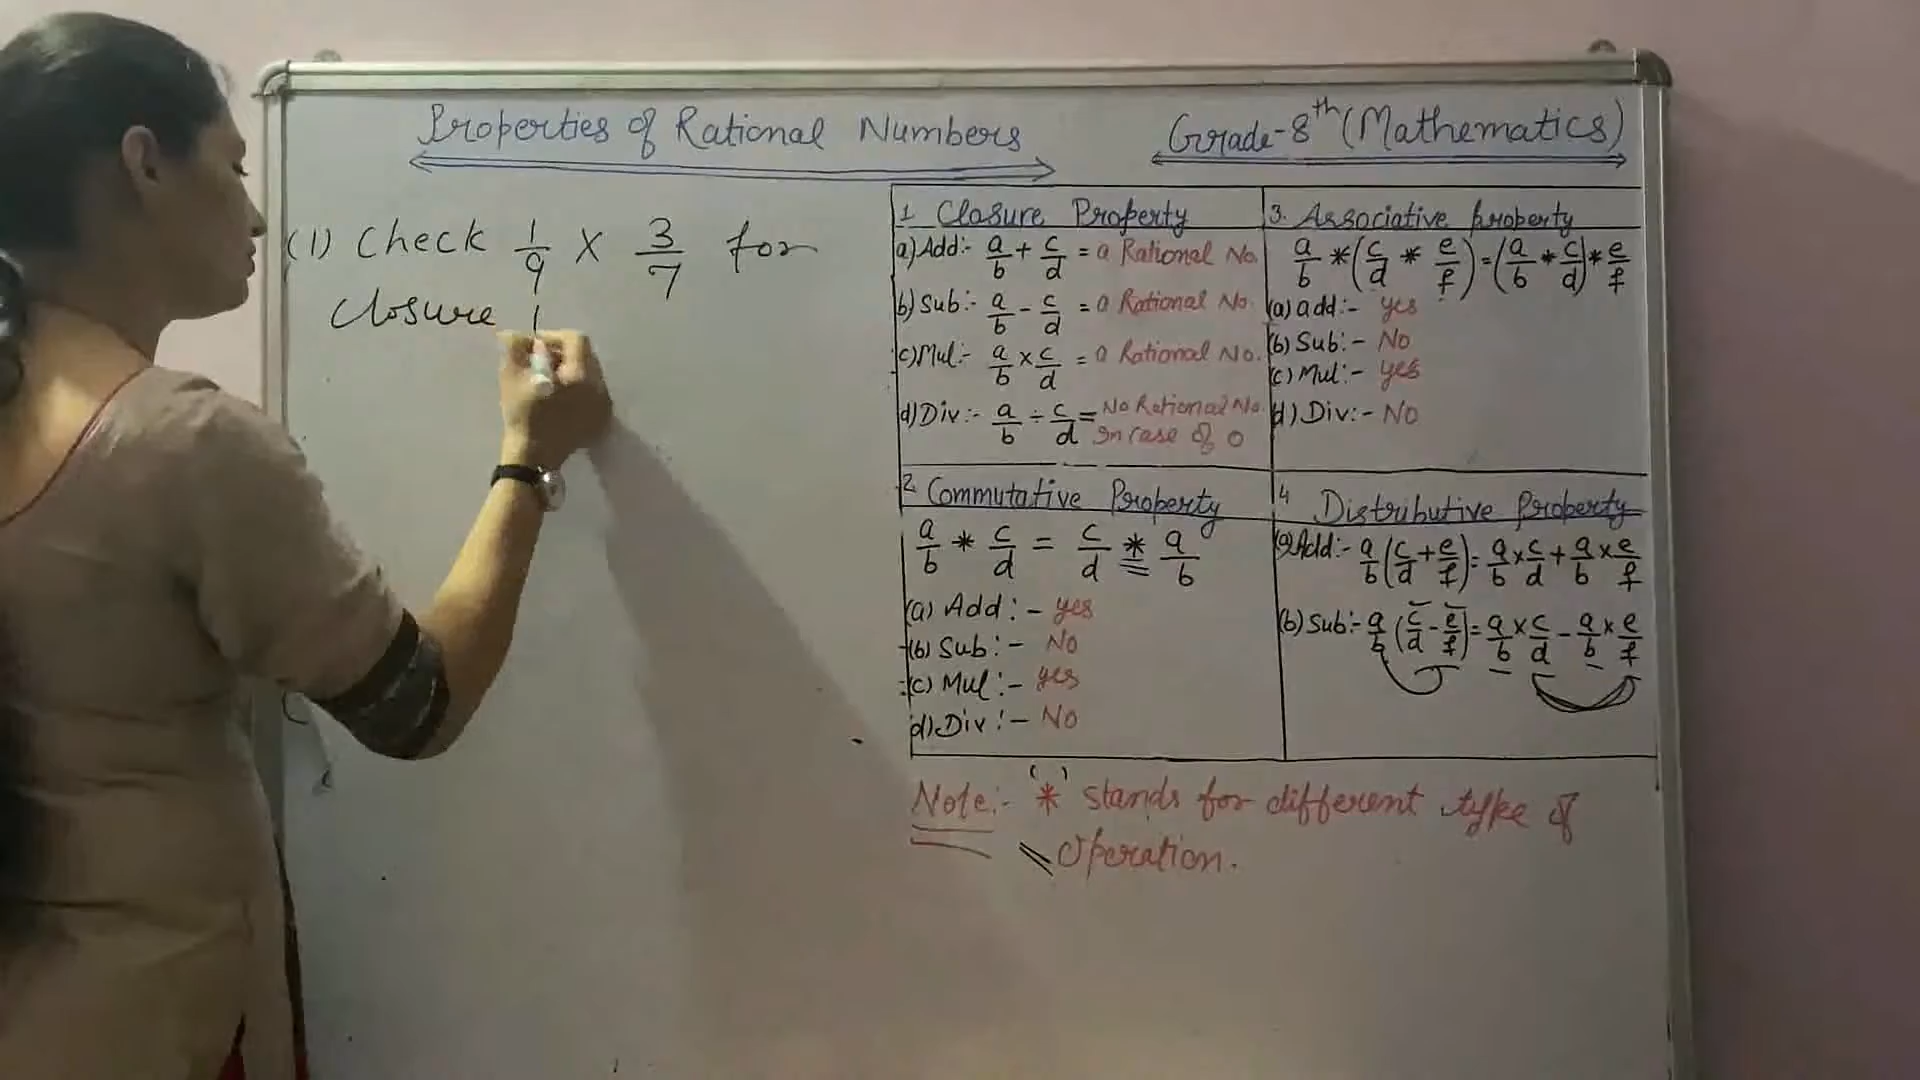 Properties of Rational Numbers
Grade-8th (Mathematics)
(1) Check 1/9 × 3/7 for
Closure
1 Closure Property
a) Add:- a/b + c/d = a Rational No.
b) Sub:- a/b - c/d = a Rational No.
c) Mul:- a/b × c/d = a Rational No.
d) Div:- a/b ÷ c/d = No Rational No.
In case of 0
2 Commutative Property
a/b * c/d = c/d * a/b
(a) Add:- yes
(b) Sub:- No
(c) Mul:- yes
d) Div:- No
3. Associative property
a/b * (c/d * e/f) = (a/b * c/d) * e/f
(a) add:- yes
(b) Sub:- No
(c) Mul:- yes
d) Div:- No
4 Distributive Property
(a) Add:- a/b (c/d + e/f) = a/b × c/d + a/b × e/f
(b) Sub:- a/b (c/d - e/f) = a/b × c/d - a/b × e/f
Note:- '*' stands for different type of
Operation.